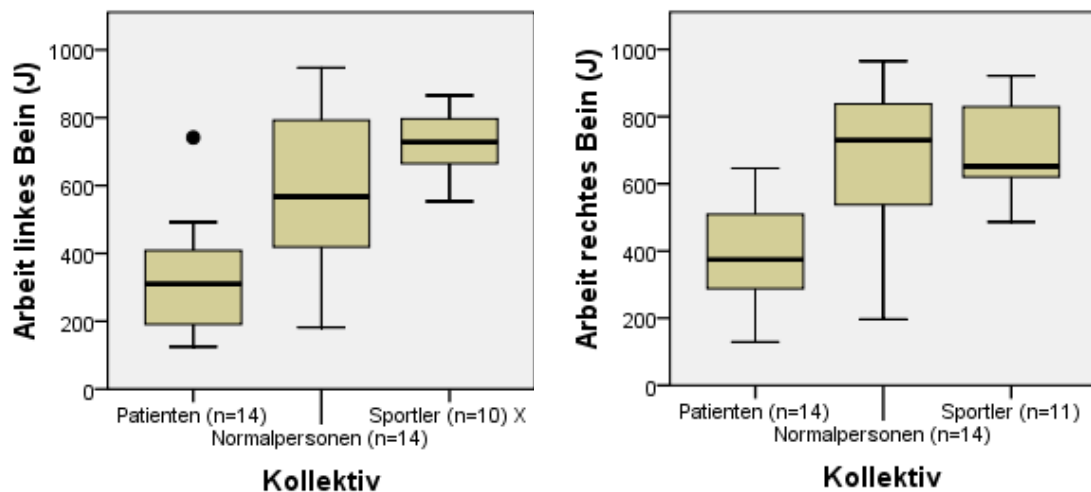 Arbeit linkes Bein (J)
1000
800
600
400
200
0
Patienten (n=14)
Sportler (n=10) X
Normalpersonen (n=14)
Kollektiv
Arbeit rechtes Bein (J)
1000
800
600
400
200
0
Patienten (n=14)
Sportler (n=11)
Normalpersonen (n=14)
Kollektiv